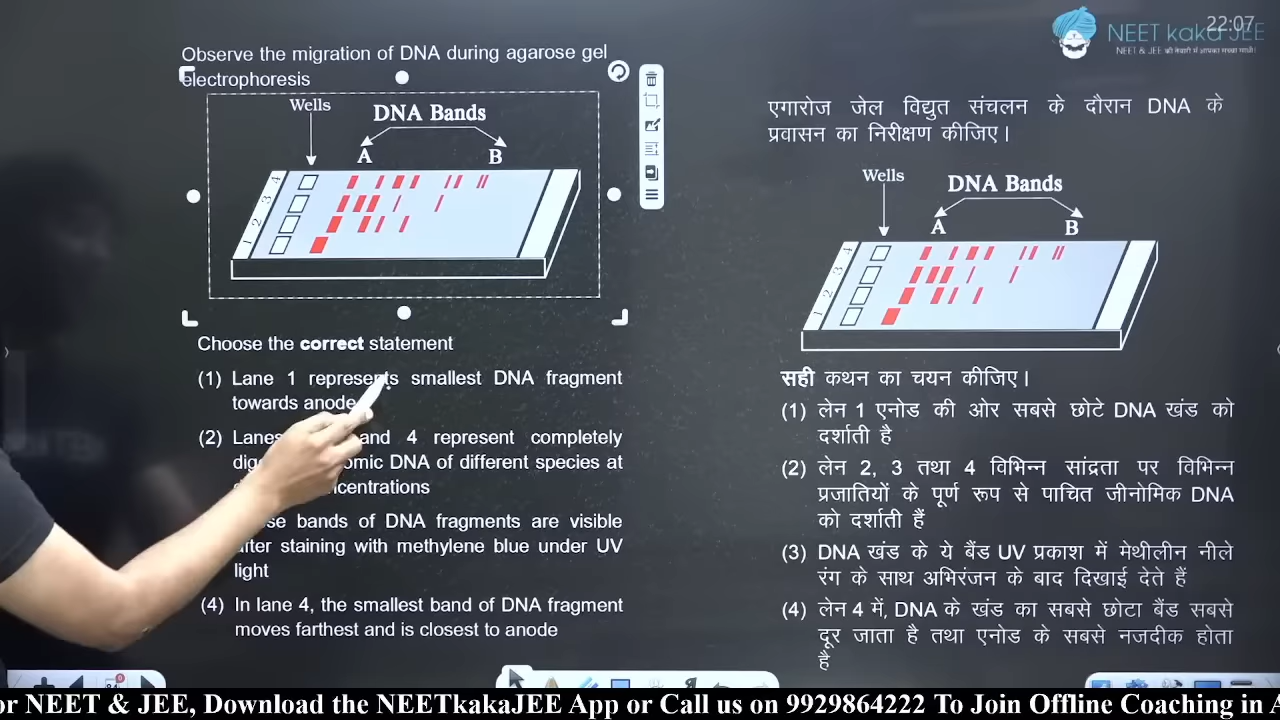 22:07
NEET kaka JEE
NEET & JEE की तैयारी में आपका सच्चा साथी!
Observe the migration of DNA during agarose gel
electrophoresis
Wells
DNA Bands
A B
1 2 3 4
Choose the correct statement
(1) Lane 1 represents smallest DNA fragment
towards anode
(2) Lanes and 4 represent completely
DNA of different species at
(3) bands of DNA fragments are visible
after staining with methylene blue under UV
light
(4) In lane 4, the smallest band of DNA fragment
moves farthest and is closest to anode
एगारोज जेल विद्युत संचलन के दौरान DNA के
प्रवासन का निरीक्षण कीजिए।
Wells
DNA Bands
A B
1 2 3 4
सही कथन का चयन कीजिए।
(1) लेन 1 एनोड की ओर सबसे छोटे DNA खंड को
दर्शाती है
(2) लेन 2, 3 तथा 4 विभिन्न सांद्रता पर विभिन्न
प्रजातियों के पूर्ण रूप से पाचित जीनोमिक DNA
को दर्शाती हैं
(3) DNA खंड के ये बैंड UV प्रकाश में मेथीलीन नीले
रंग के साथ अभिरंजन के बाद दिखाई देते हैं
(4) लेन 4 में, DNA के खंड का सबसे छोटा बैंड सबसे
दूर जाता है तथा एनोड के सबसे नजदीक होता
है
or NEET & JEE, Download the NEETkakaJEE App or Call us on 9929864222 To Join Offline Coaching in A